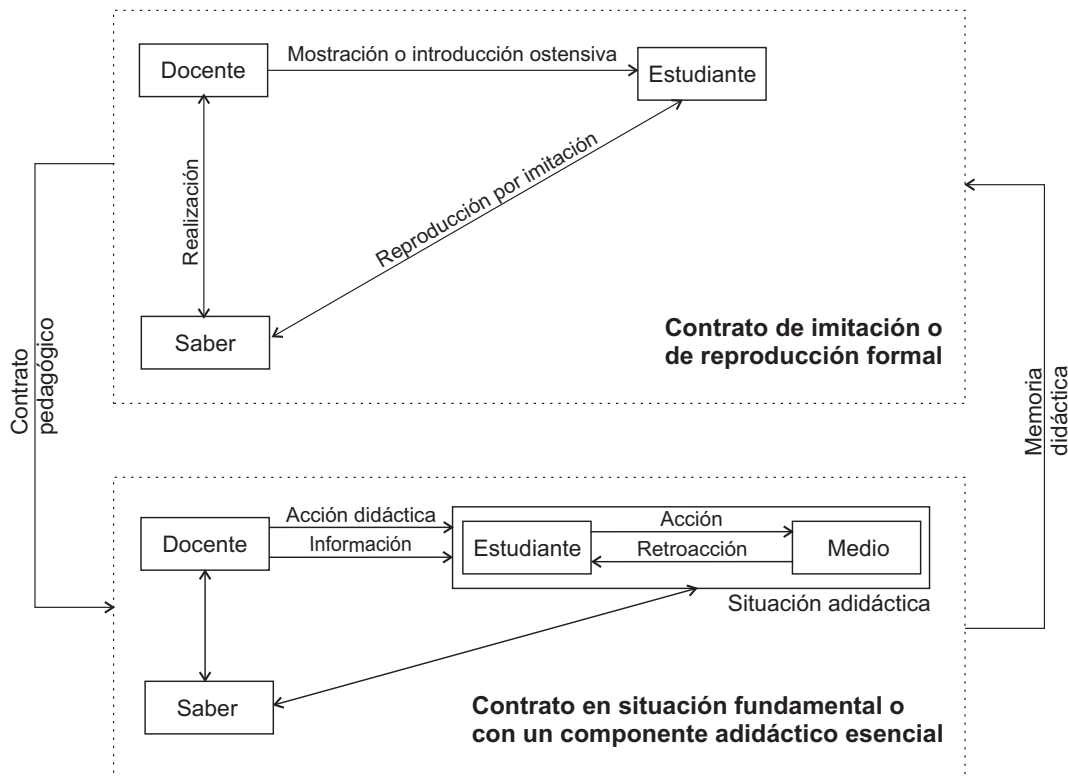 Mostración o introducción ostensiva
Docente
Estudiante
Realización
Reproducción por imitación
Saber
Contrato de imitación o
de reproducción formal
Contrato
pedagógico
Memoria
didáctica
Acción didáctica
Información
Docente
Estudiante
Acción
Retroacción
Medio
Situación adidáctica
Saber
Contrato en situación fundamental o
con un componente adidáctico esencial